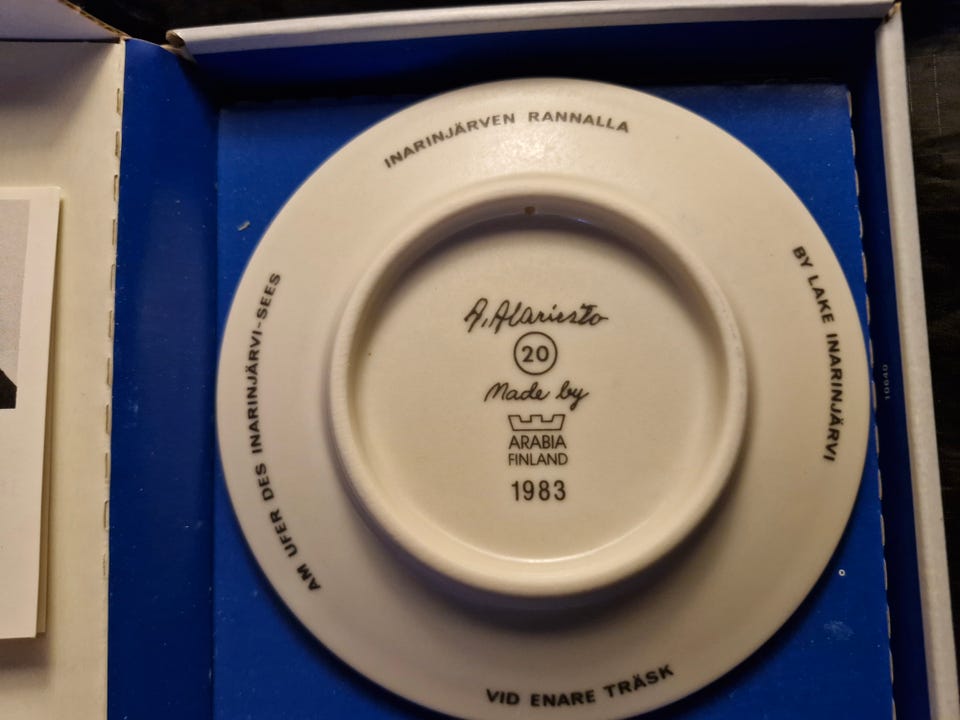 INARINJÄRVEN RANNALLA
BY LAKE INARINJÄRVI
VID ENARE TRÄSK
AM UFER DES INARINJÄRVI-SEES
A. Alariesto
20
Made by
ARABIA
FINLAND
1983
10640